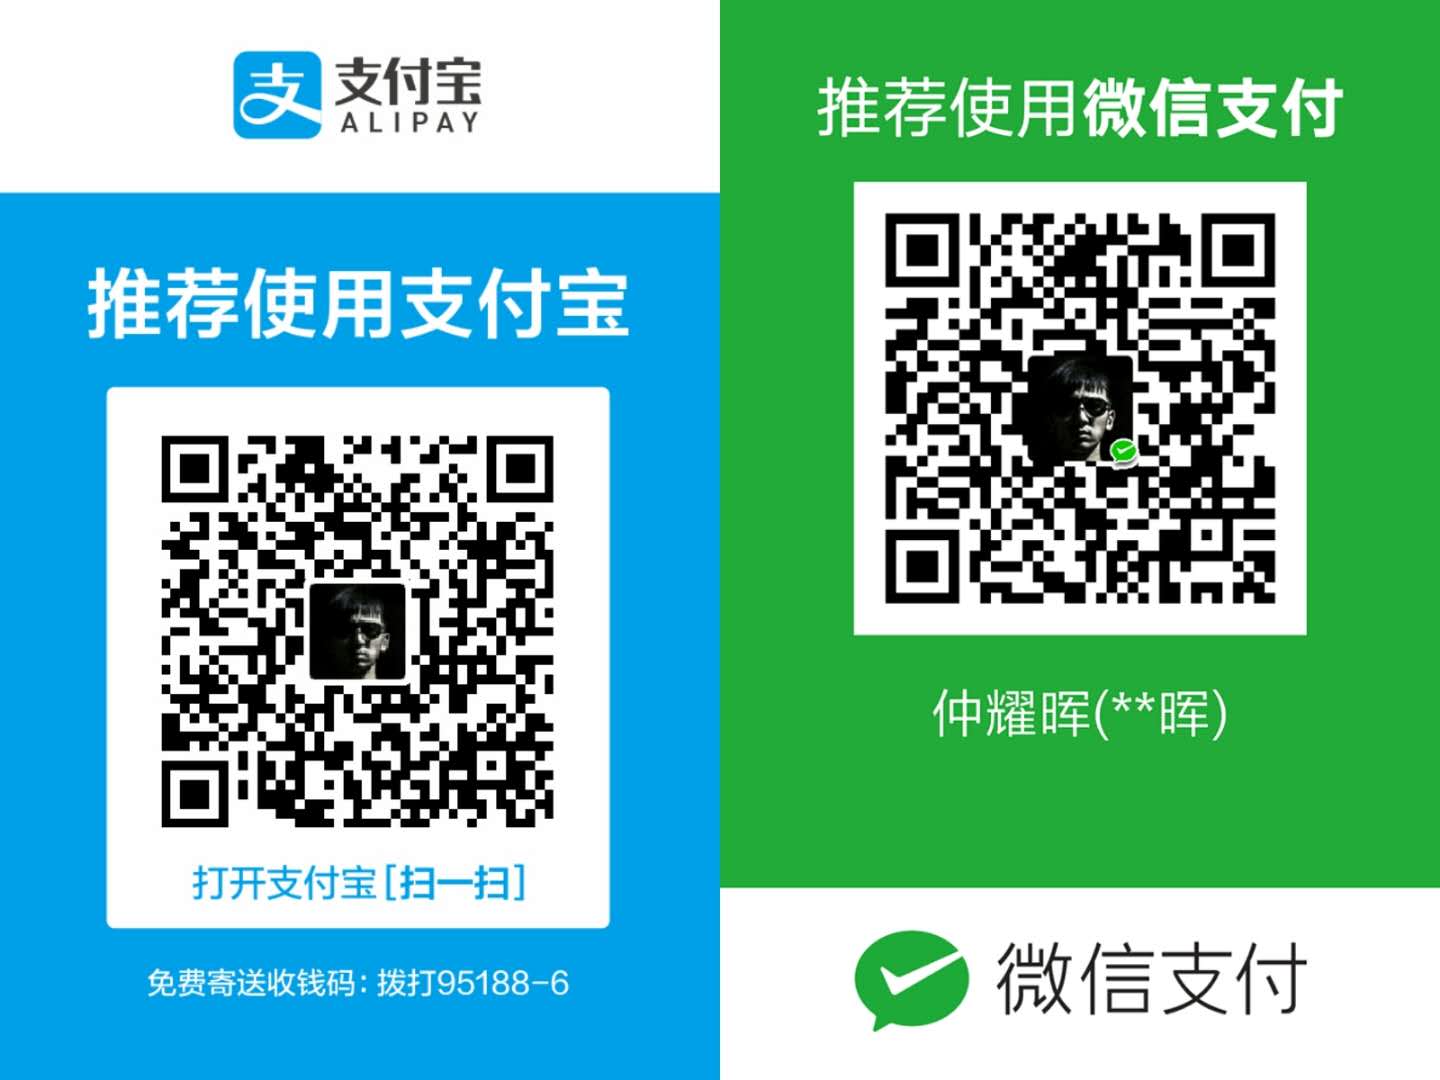 支付宝
ALIPAY
推荐使用支付宝
打开支付宝[扫一扫]
免费寄送收钱码：拨打95188-6
推荐使用微信支付
仲耀晖(**晖)
微信支付